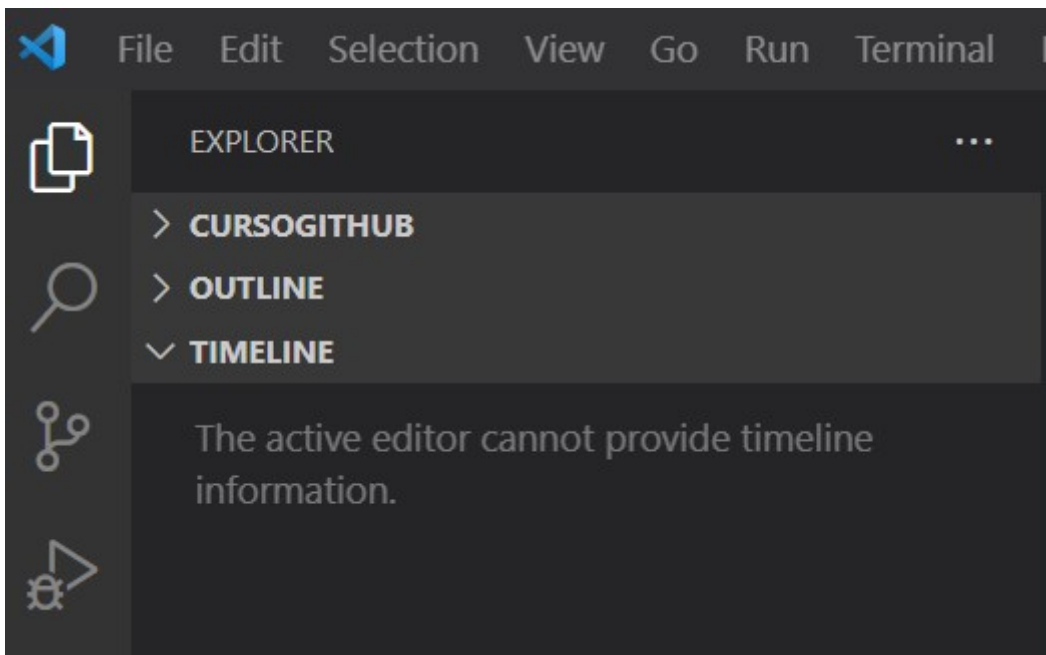 File Edit Selection View Go Run Terminal
EXPLORER ...
CURSOGITHUB
OUTLINE
TIMELINE
The active editor cannot provide timeline
information.